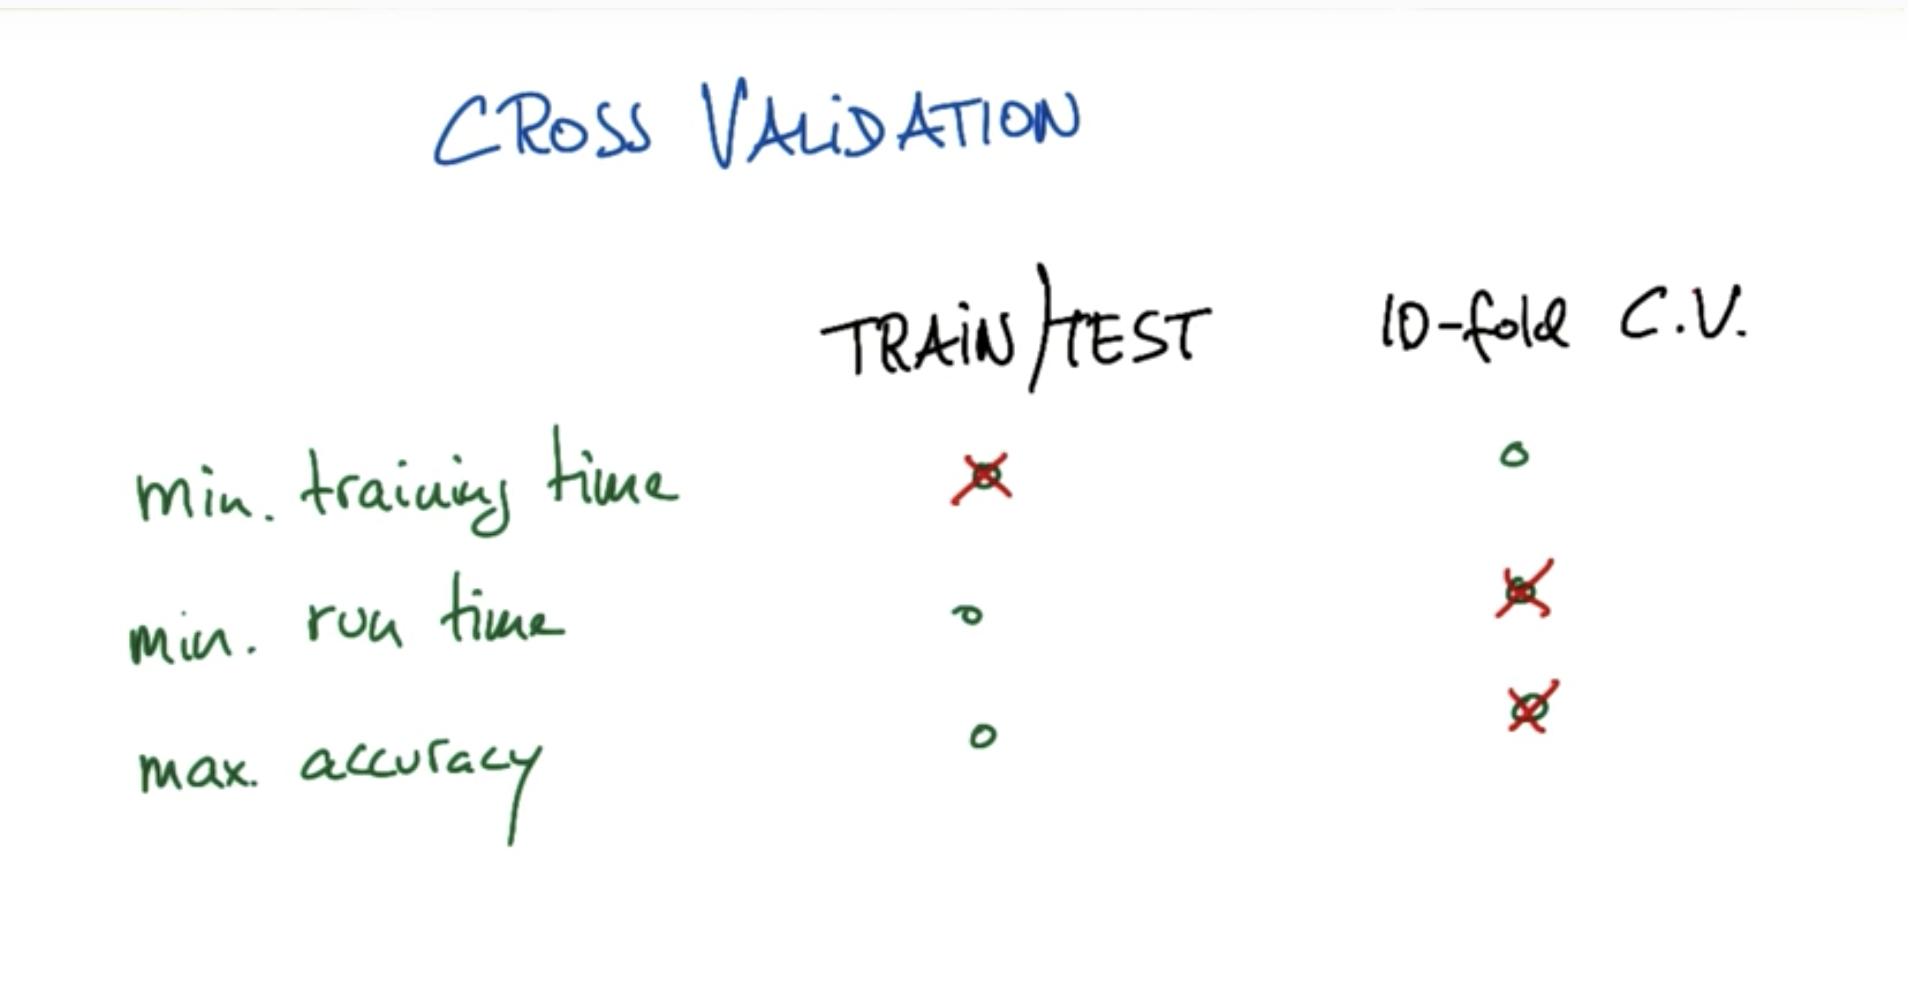 CROSS VALiDATION
TRAiN/TEST 10-fold C.V.
min. training time
min. run time
max. accuracy